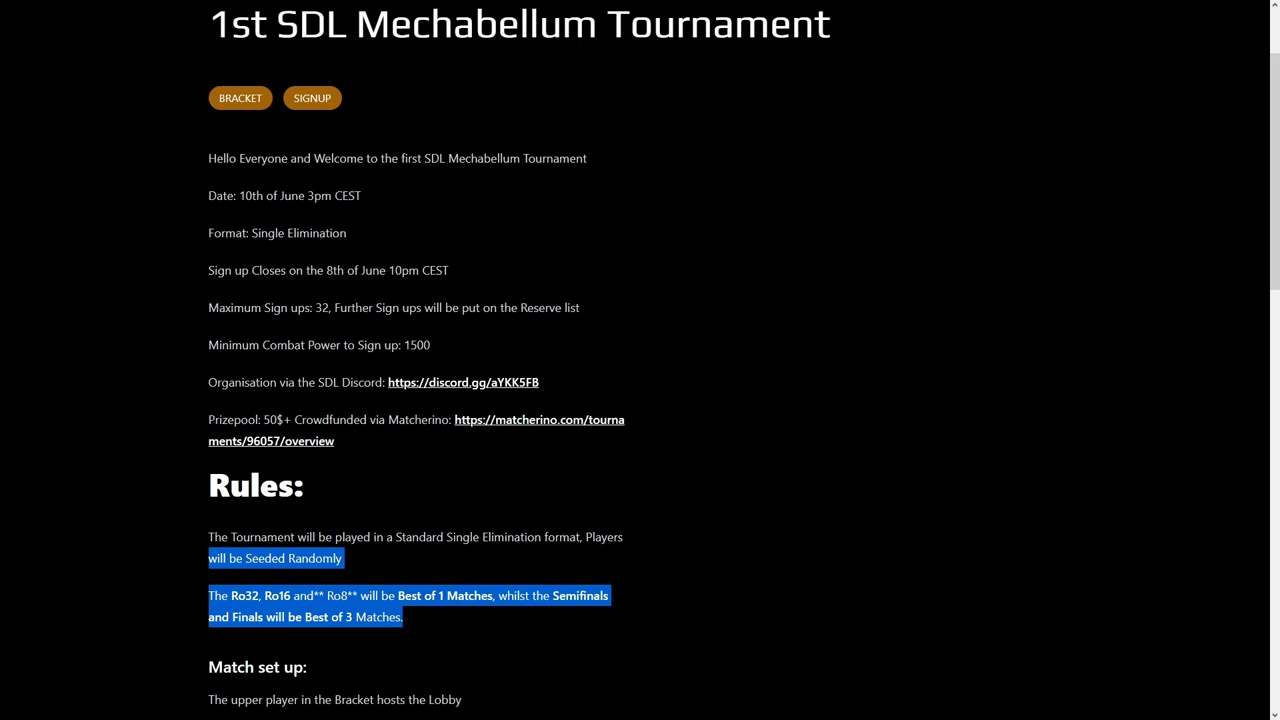 1st SDL Mechabellum Tournament
BRACKET
SIGNUP
Hello Everyone and Welcome to the first SDL Mechabellum Tournament
Date: 10th of June 3pm CEST
Format: Single Elimination
Sign up Closes on the 8th of June 10pm CEST
Maximum Sign ups: 32, Further Sign ups will be put on the Reserve list
Minimum Combat Power to Sign up: 1500
Organisation via the SDL Discord: https://discord.gg/aYKK5FB
Prizepool: 50$+ Crowdfunded via Matcherino: https://matcherino.com/tourna
ments/96057/overview
Rules:
The Tournament will be played in a Standard Single Elimination format, Players
will be Seeded Randomly
The Ro32, Ro16 and** Ro8** will be Best of 1 Matches, whilst the Semifinals
and Finals will be Best of 3 Matches.
Match set up:
The upper player in the Bracket hosts the Lobby